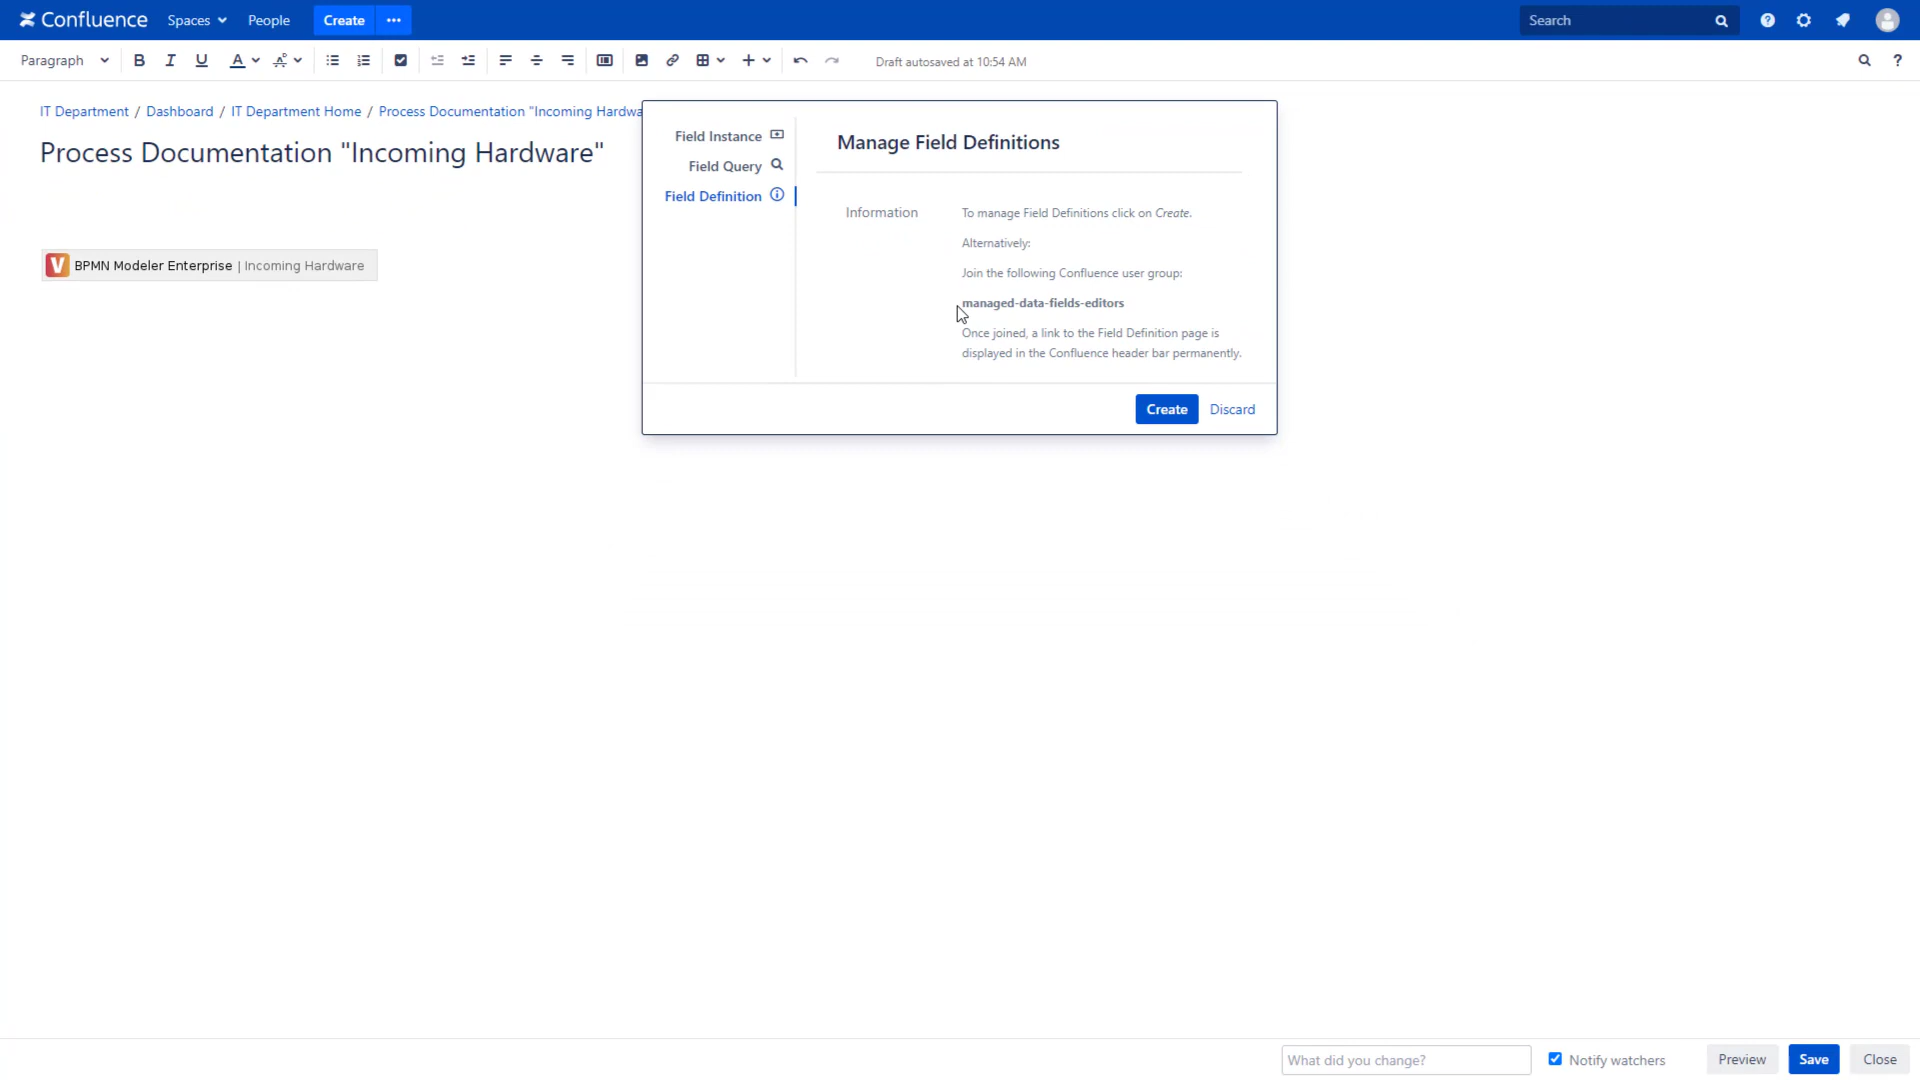 Confluence Spaces People Create Search
Paragraph B I U A Draft autosaved at 10:54 AM ?
IT Department / Dashboard / IT Department Home / Process Documentation "Incoming Hardwa
Process Documentation "Incoming Hardware"
BPMN Modeler Enterprise | Incoming Hardware
Field Instance
Field Query
Field Definition
Manage Field Definitions
Information
To manage Field Definitions click on Create.
Alternatively:
Join the following Confluence user group:
managed-data-fields-editors
Once joined, a link to the Field Definition page is
displayed in the Confluence header bar permanently.
Create Discard
What did you change? Notify watchers Preview Save Close